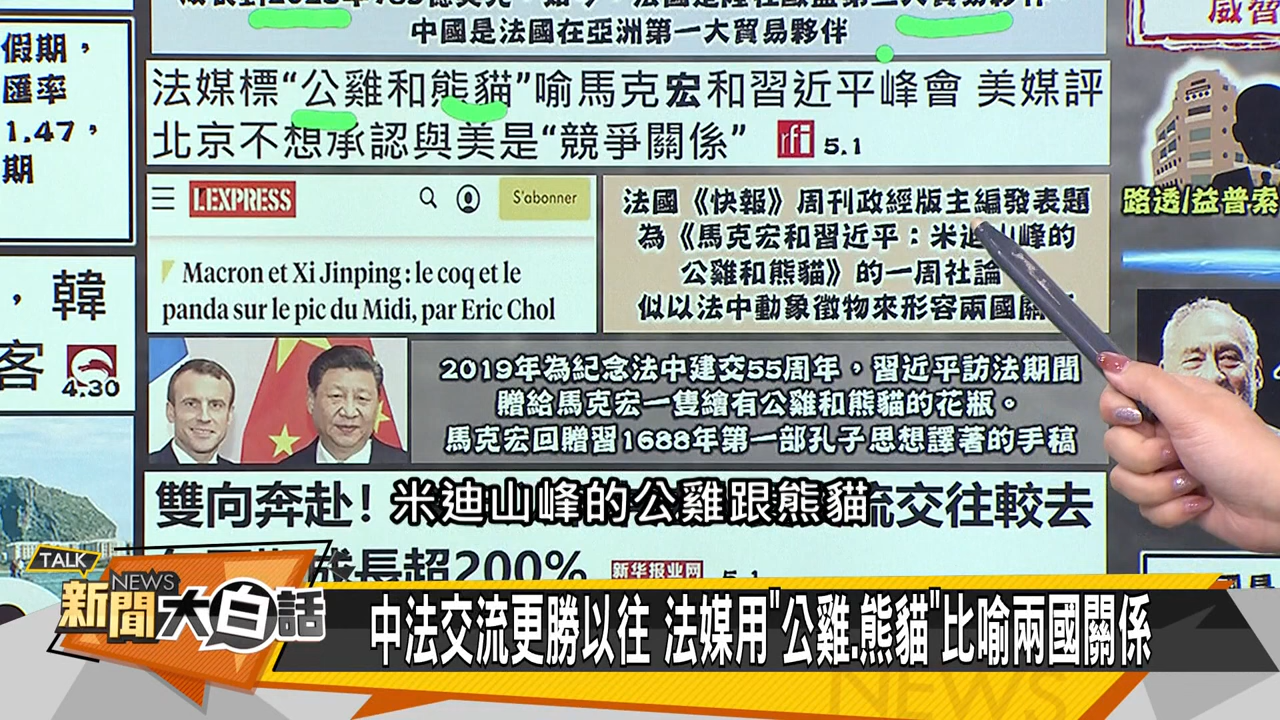 中國是法國在亞洲第一大貿易夥伴
假期，
匯率
1.47，
期
法媒標“公雞和熊貓”喻馬克宏和習近平峰會 美媒評
北京不想承認與美是“競爭關係” rfi 5.1
L'EXPRESS
S'abonner
Macron et Xi Jinping : le coq et le
panda sur le pic du Midi, par Eric Chol
法國《快報》周刊政經版主編發表題
為《馬克宏和習近平：米迪山峰的
公雞和熊貓》的一周社論
似以法中動象徵物來形容兩國關
路透/益普索
，韓
客
4.30
2019年為紀念法中建交55周年，習近平訪法期間
贈給馬克宏一隻繪有公雞和熊貓的花瓶。
馬克宏回贈習1688年第一部孔子思想譯著的手稿
雙向奔赴！
流交往較去
米迪山峰的公雞跟熊貓
成長超200%
新华报业网
5.1
TALK
NEWS
新聞大白話
中法交流更勝以往 法媒用"公雞.熊貓"比喻兩國關係
NEWS